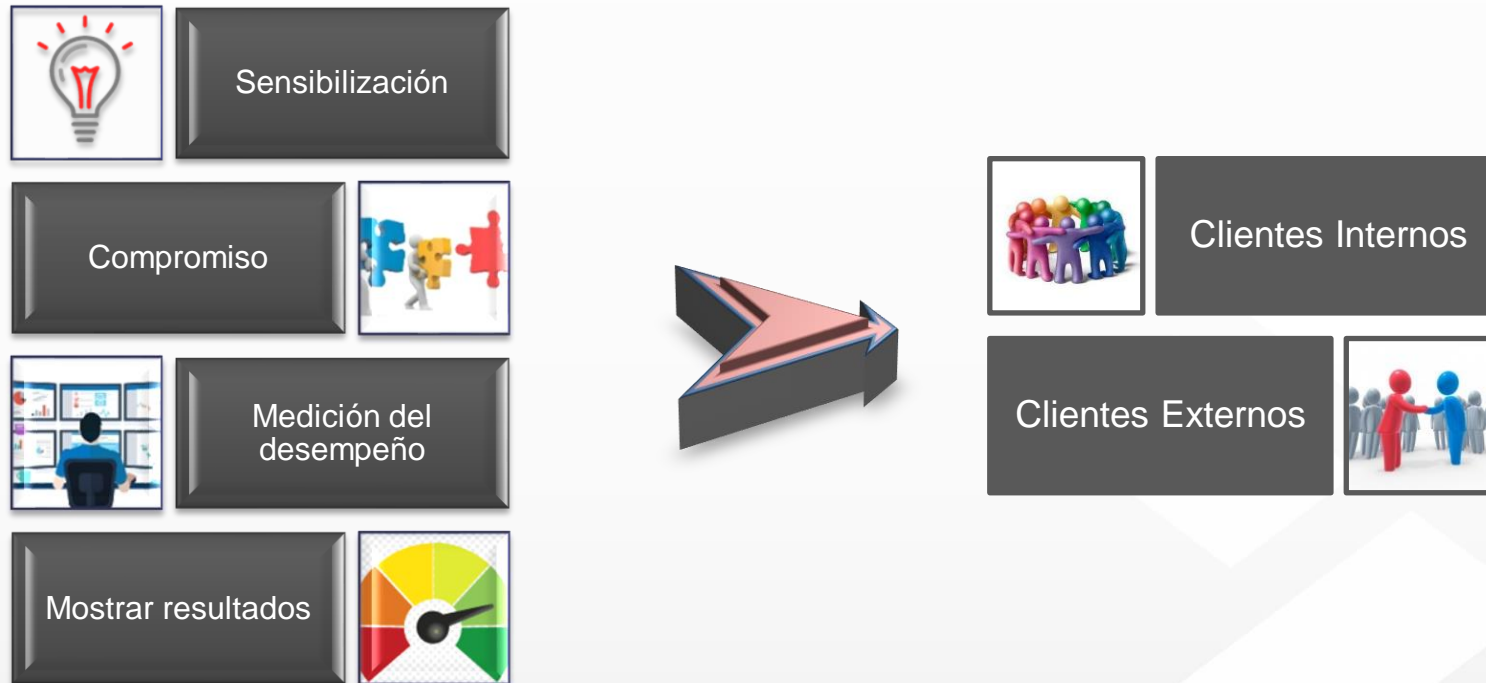 Sensibilización
Compromiso
Medición del
desempeño
Mostrar resultados
Clientes Internos
Clientes Externos